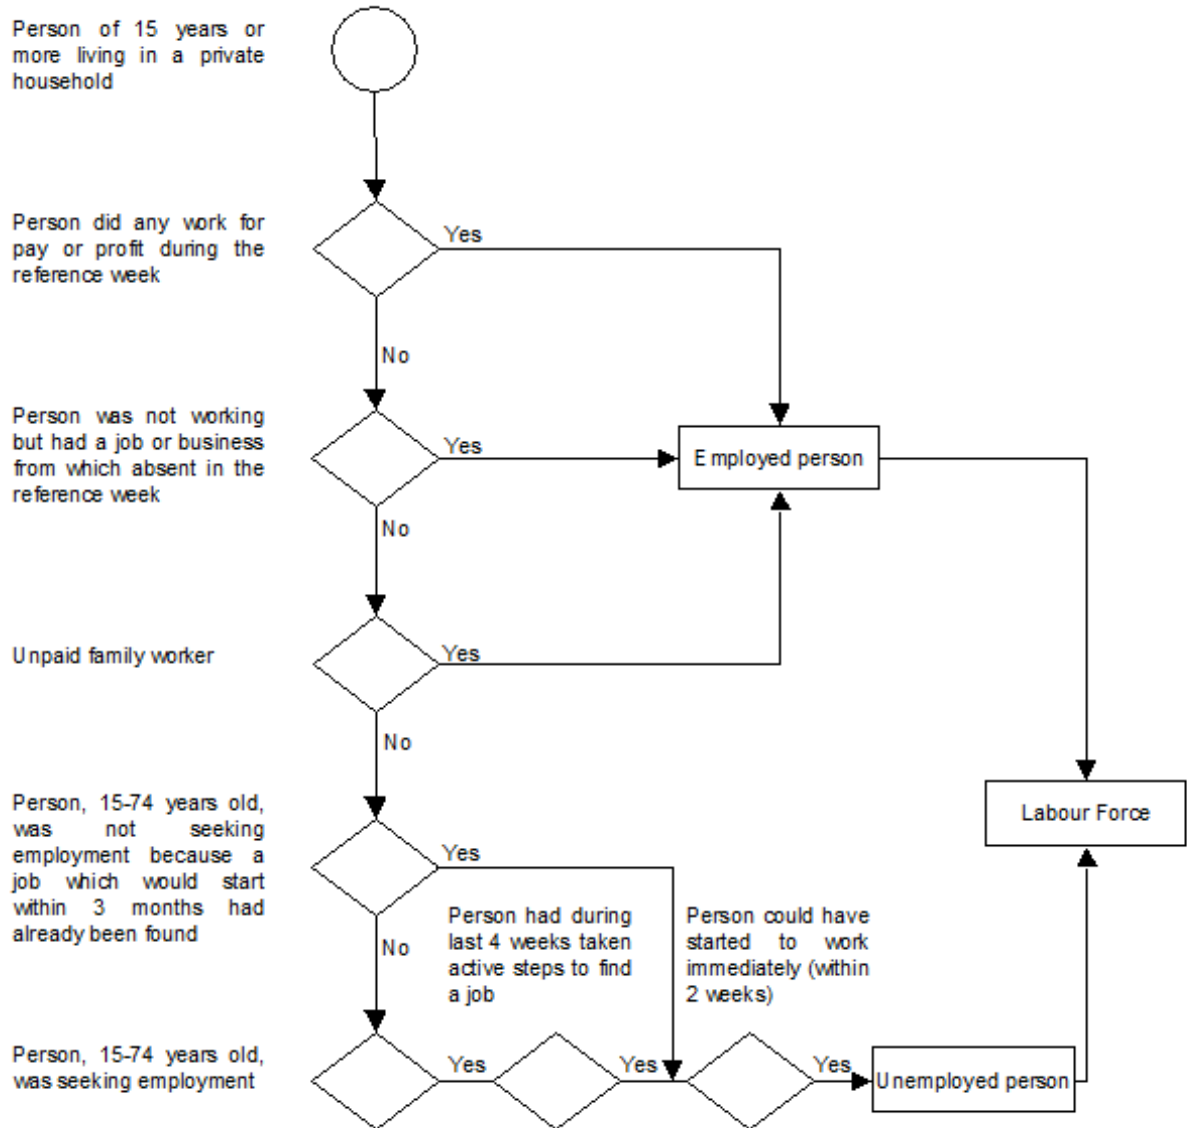 Person of 15 years or
more living in a private
household
Person did any work for
pay or profit during the
reference week
Yes
No
Person was not working
but had a job or business
from which absent in the
reference week
Yes
Employed person
No
Unpaid family worker
Yes
No
Person, 15-74 years old,
was not seeking
employment because a
job which would start
within 3 months had
already been found
Yes
Labour Force
No
Person had during
last 4 weeks taken
active steps to find
a job
Person could have
started to work
immediately (within
2 weeks)
Person, 15-74 years old,
was seeking employment
Yes
Yes
Yes
Unemployed person